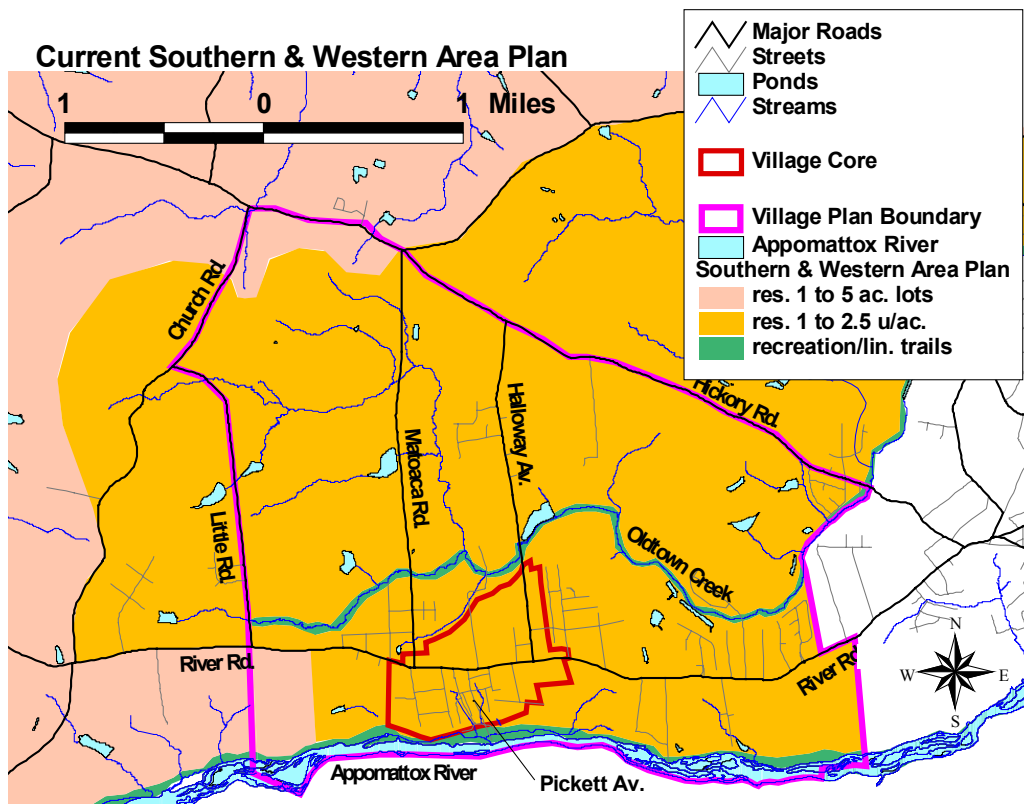 Current Southern & Western Area Plan
1 0 1 Miles
Major Roads
Streets
Ponds
Streams
Village Core
Village Plan Boundary
Appomattox River
Southern & Western Area Plan
res. 1 to 5 ac. lots
res. 1 to 2.5 u/ac.
recreation/lin. trails
Church Rd.
Hickory Rd.
Halloway Av.
Matoaca Rd.
Little Rd.
Oldtown Creek
River Rd.
River Rd
N
W E
S
Appomattox River
Pickett Av.